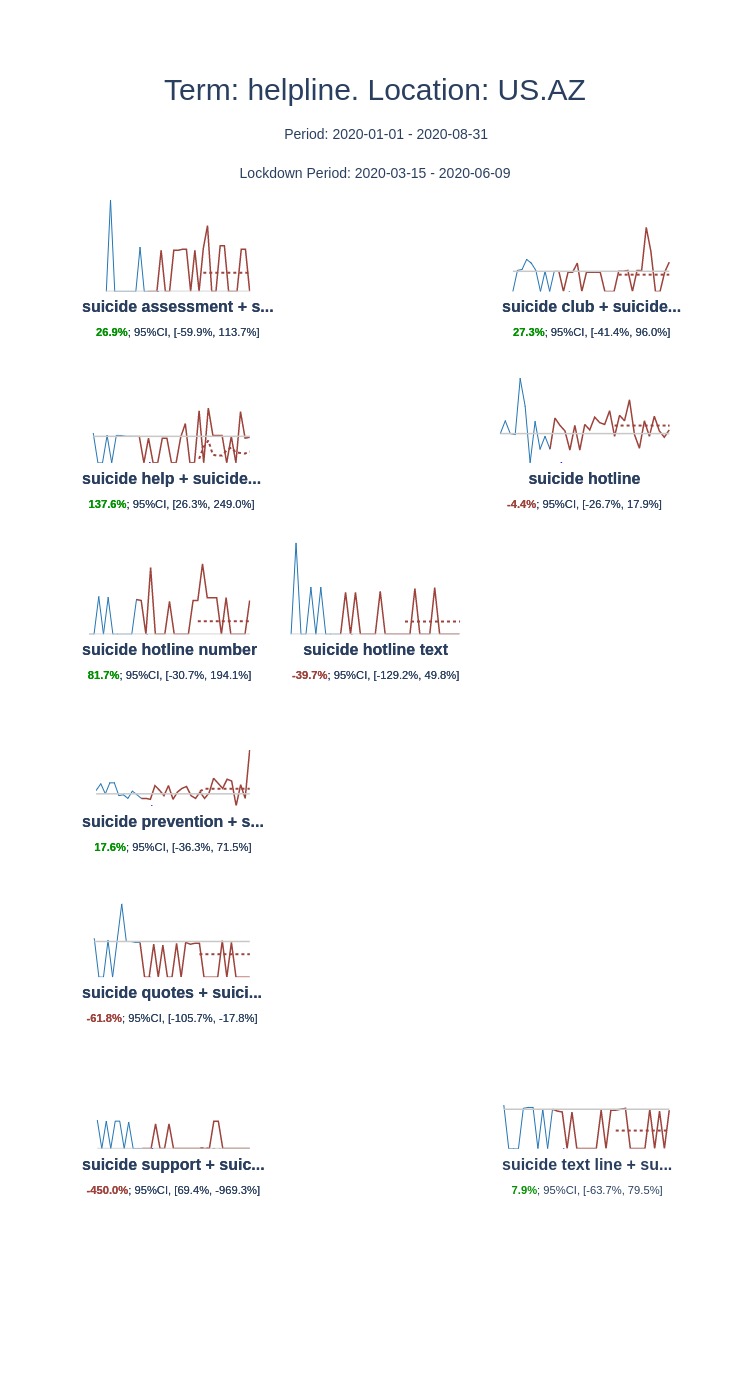 Term: helpline. Location: US.AZ
Period: 2020-01-01 - 2020-08-31
Lockdown Period: 2020-03-15 - 2020-06-09
suicide assessment + s...
26.9%; 95%CI, [-59.9%, 113.7%]
suicide club + suicide...
27.3%; 95%CI, [-41.4%, 96.0%]
suicide help + suicide...
137.6%; 95%CI, [26.3%, 249.0%]
suicide hotline
-4.4%; 95%CI, [-26.7%, 17.9%]
suicide hotline number
81.7%; 95%CI, [-30.7%, 194.1%]
suicide hotline text
-39.7%; 95%CI, [-129.2%, 49.8%]
suicide prevention + s...
17.6%; 95%CI, [-36.3%, 71.5%]
suicide quotes + suici...
-61.8%; 95%CI, [-105.7%, -17.8%]
suicide support + suic...
-450.0%; 95%CI, [69.4%, -969.3%]
suicide text line + su...
7.9%; 95%CI, [-63.7%, 79.5%]